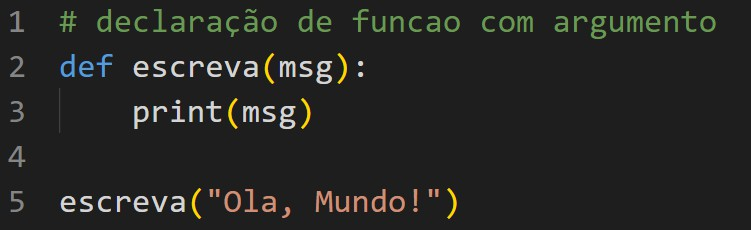 1 # declaração de funcao com argumento
2 def escreva(msg):
3     print(msg)
4
5 escreva("Ola, Mundo!")